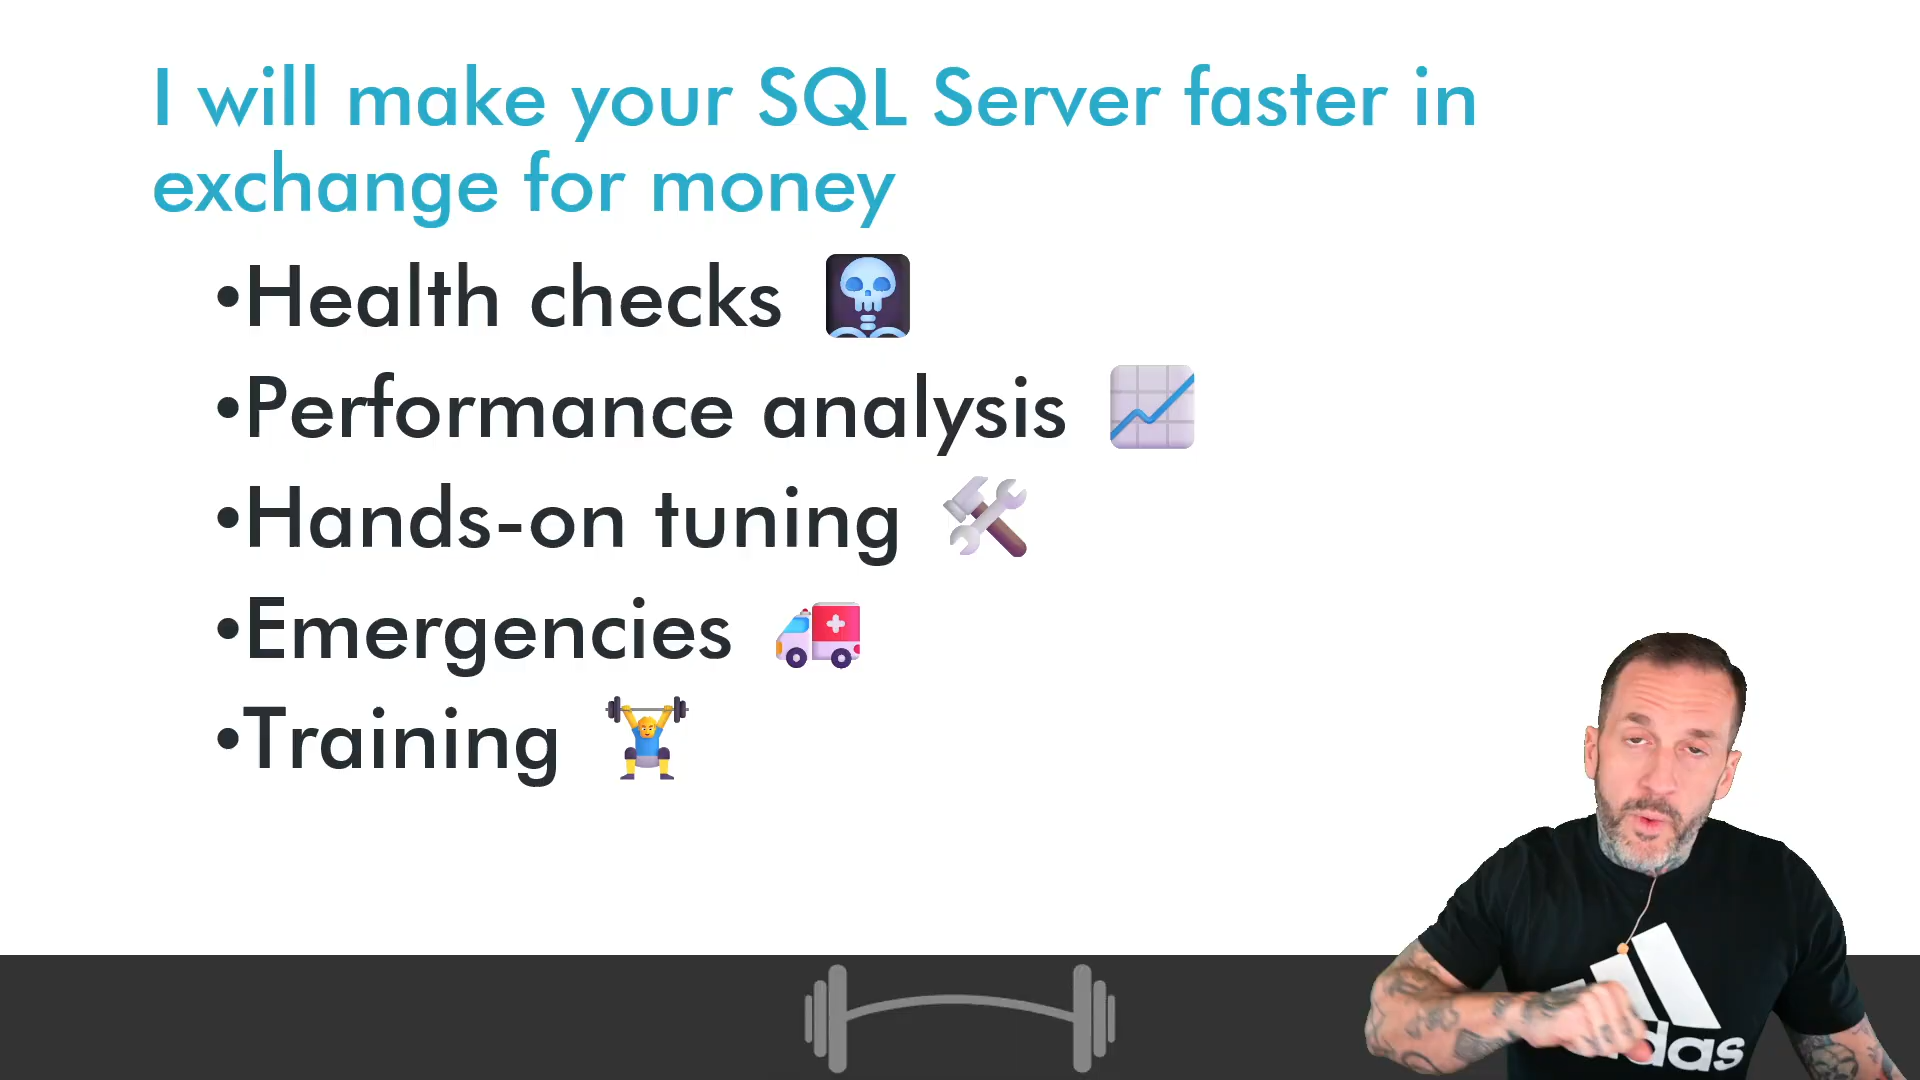 I will make your SQL Server faster in
exchange for money
•Health checks
•Performance analysis
•Hands-on tuning
•Emergencies
•Training
das